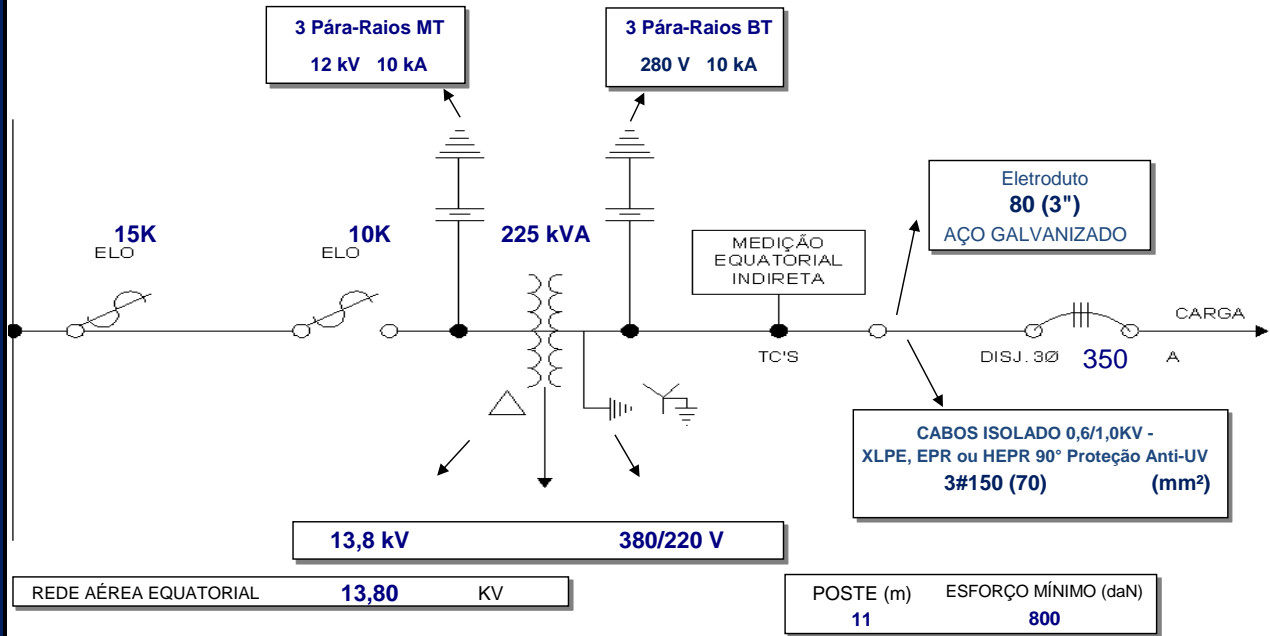 3 Pára-Raios MT
12 kV 10 kA
3 Pára-Raios BT
280 V 10 kA
Eletroduto
80 (3")
AÇO GALVANIZADO
15K
ELO
10K
ELO
225 kVA
MEDIÇÃO
EQUATORIAL
INDIRETA
TC'S
CARGA
DISJ. 3Ø 350 A
CABOS ISOLADO 0,6/1,0KV -
XLPE, EPR ou HEPR 90° Proteção Anti-UV
3#150 (70) (mm²)
13,8 kV 380/220 V
REDE AÉREA EQUATORIAL 13,80 KV
POSTE (m) ESFORÇO MÍNIMO (daN)
11 800